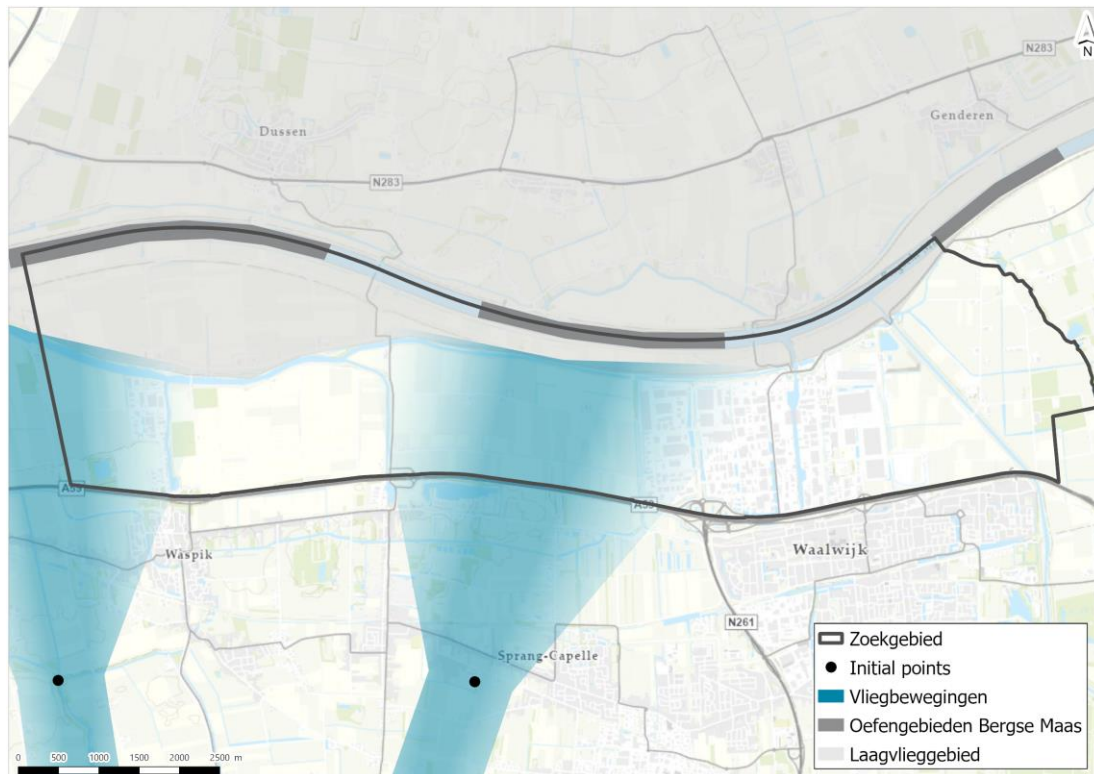 N
N283
Genderen
Dussen
N283
A59
A59
Waspik
Waalwijk
N261
Sprang-Capelle
Zoekgebied
Initial points
Vliegbewegingen
Oefengebieden Bergse Maas
Laagvlieggebied
0 500 1000 1500 2000 2500 m